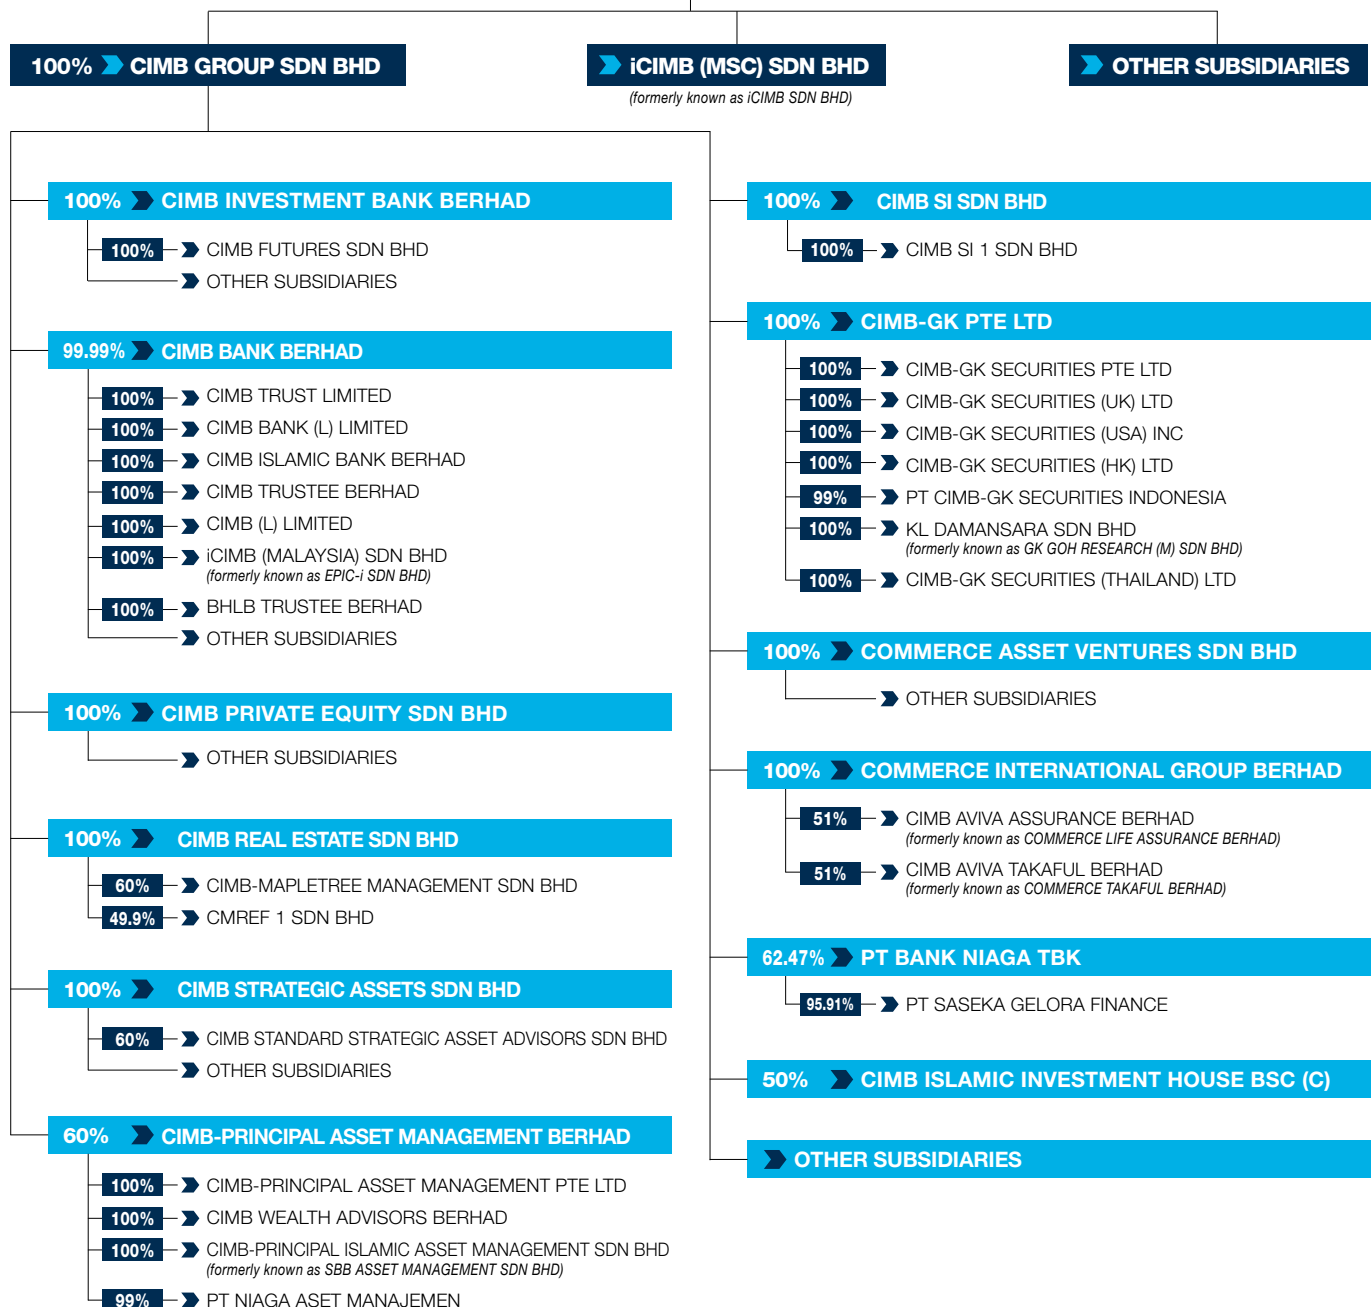 100% CIMB GROUP SDN BHD
iCIMB (MSC) SDN BHD
(formerly known as iCIMB SDN BHD)
OTHER SUBSIDIARIES
100% CIMB INVESTMENT BANK BERHAD
100% CIMB FUTURES SDN BHD
OTHER SUBSIDIARIES
99.99% CIMB BANK BERHAD
100% CIMB TRUST LIMITED
100% CIMB BANK (L) LIMITED
100% CIMB ISLAMIC BANK BERHAD
100% CIMB TRUSTEE BERHAD
100% CIMB (L) LIMITED
100% iCIMB (MALAYSIA) SDN BHD
(formerly known as EPIC-i SDN BHD)
100% BHLB TRUSTEE BERHAD
OTHER SUBSIDIARIES
100% CIMB PRIVATE EQUITY SDN BHD
OTHER SUBSIDIARIES
100% CIMB REAL ESTATE SDN BHD
60% CIMB-MAPLETREE MANAGEMENT SDN BHD
49.9% CMREF 1 SDN BHD
100% CIMB STRATEGIC ASSETS SDN BHD
60% CIMB STANDARD STRATEGIC ASSET ADVISORS SDN BHD
OTHER SUBSIDIARIES
60% CIMB-PRINCIPAL ASSET MANAGEMENT BERHAD
100% CIMB-PRINCIPAL ASSET MANAGEMENT PTE LTD
100% CIMB WEALTH ADVISORS BERHAD
100% CIMB-PRINCIPAL ISLAMIC ASSET MANAGEMENT SDN BHD
(formerly known as SBB ASSET MANAGEMENT SDN BHD)
99% PT NIAGA ASET MANAJEMEN
100% CIMB SI SDN BHD
100% CIMB SI 1 SDN BHD
100% CIMB-GK PTE LTD
100% CIMB-GK SECURITIES PTE LTD
100% CIMB-GK SECURITIES (UK) LTD
100% CIMB-GK SECURITIES (USA) INC
100% CIMB-GK SECURITIES (HK) LTD
99% PT CIMB-GK SECURITIES INDONESIA
100% KL DAMANSARA SDN BHD
(formerly known as GK GOH RESEARCH (M) SDN BHD)
100% CIMB-GK SECURITIES (THAILAND) LTD
100% COMMERCE ASSET VENTURES SDN BHD
OTHER SUBSIDIARIES
100% COMMERCE INTERNATIONAL GROUP BERHAD
51% CIMB AVIVA ASSURANCE BERHAD
(formerly known as COMMERCE LIFE ASSURANCE BERHAD)
51% CIMB AVIVA TAKAFUL BERHAD
(formerly known as COMMERCE TAKAFUL BERHAD)
62.47% PT BANK NIAGA TBK
95.91% PT SASEKA GELORA FINANCE
50% CIMB ISLAMIC INVESTMENT HOUSE BSC (C)
OTHER SUBSIDIARIES